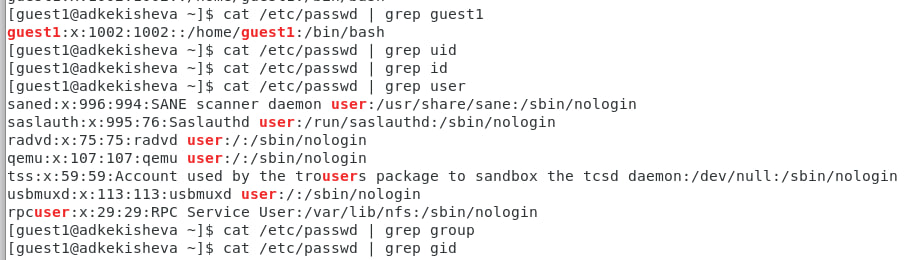 [guest1@adkekisheva ~]$ cat /etc/passwd | grep guest1
guest1:x:1002:1002::/home/guest1:/bin/bash
[guest1@adkekisheva ~]$ cat /etc/passwd | grep uid
[guest1@adkekisheva ~]$ cat /etc/passwd | grep id
[guest1@adkekisheva ~]$ cat /etc/passwd | grep user
saned:x:996:994:SANE scanner daemon user:/usr/share/sane:/sbin/nologin
saslauth:x:995:76:Saslauthd user:/run/saslauthd:/sbin/nologin
radvd:x:75:75:radvd user:/:/sbin/nologin
qemu:x:107:107:qemu user:/:/sbin/nologin
tss:x:59:59:Account used by the trousers package to sandbox the tcsd daemon:/dev/null:/sbin/nologin
usbmuxd:x:113:113:usbmuxd user:/:/sbin/nologin
rpcuser:x:29:29:RPC Service User:/var/lib/nfs:/sbin/nologin
[guest1@adkekisheva ~]$ cat /etc/passwd | grep group
[guest1@adkekisheva ~]$ cat /etc/passwd | grep gid